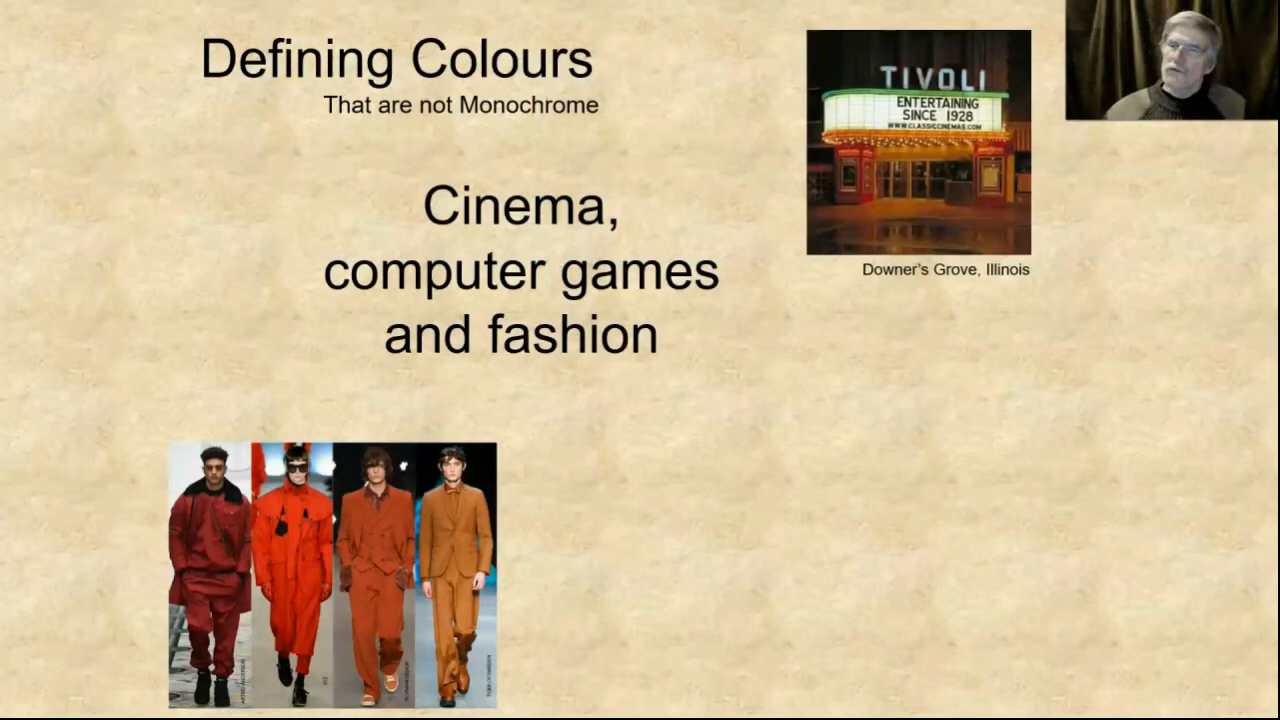 Defining Colours
That are not Monochrome
TIVOLI
ENTERTAINING
SINCE 1928
WWW.CLASSICCINEMAS.COM
Downer's Grove, Illinois
Cinema,
computer games
and fashion